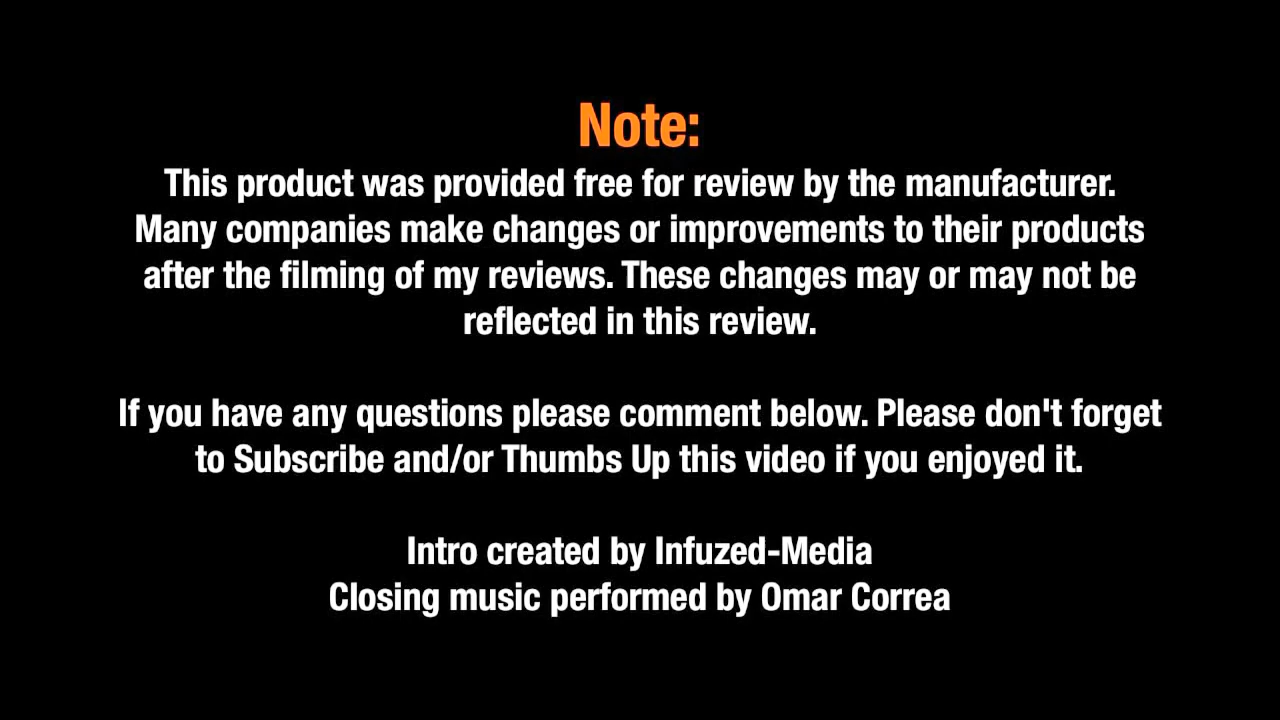 Note:
This product was provided free for review by the manufacturer.
Many companies make changes or improvements to their products
after the filming of my reviews. These changes may or may not be
reflected in this review.
If you have any questions please comment below. Please don't forget
to Subscribe and/or Thumbs Up this video if you enjoyed it.
Intro created by Infuzed-Media
Closing music performed by Omar Correa